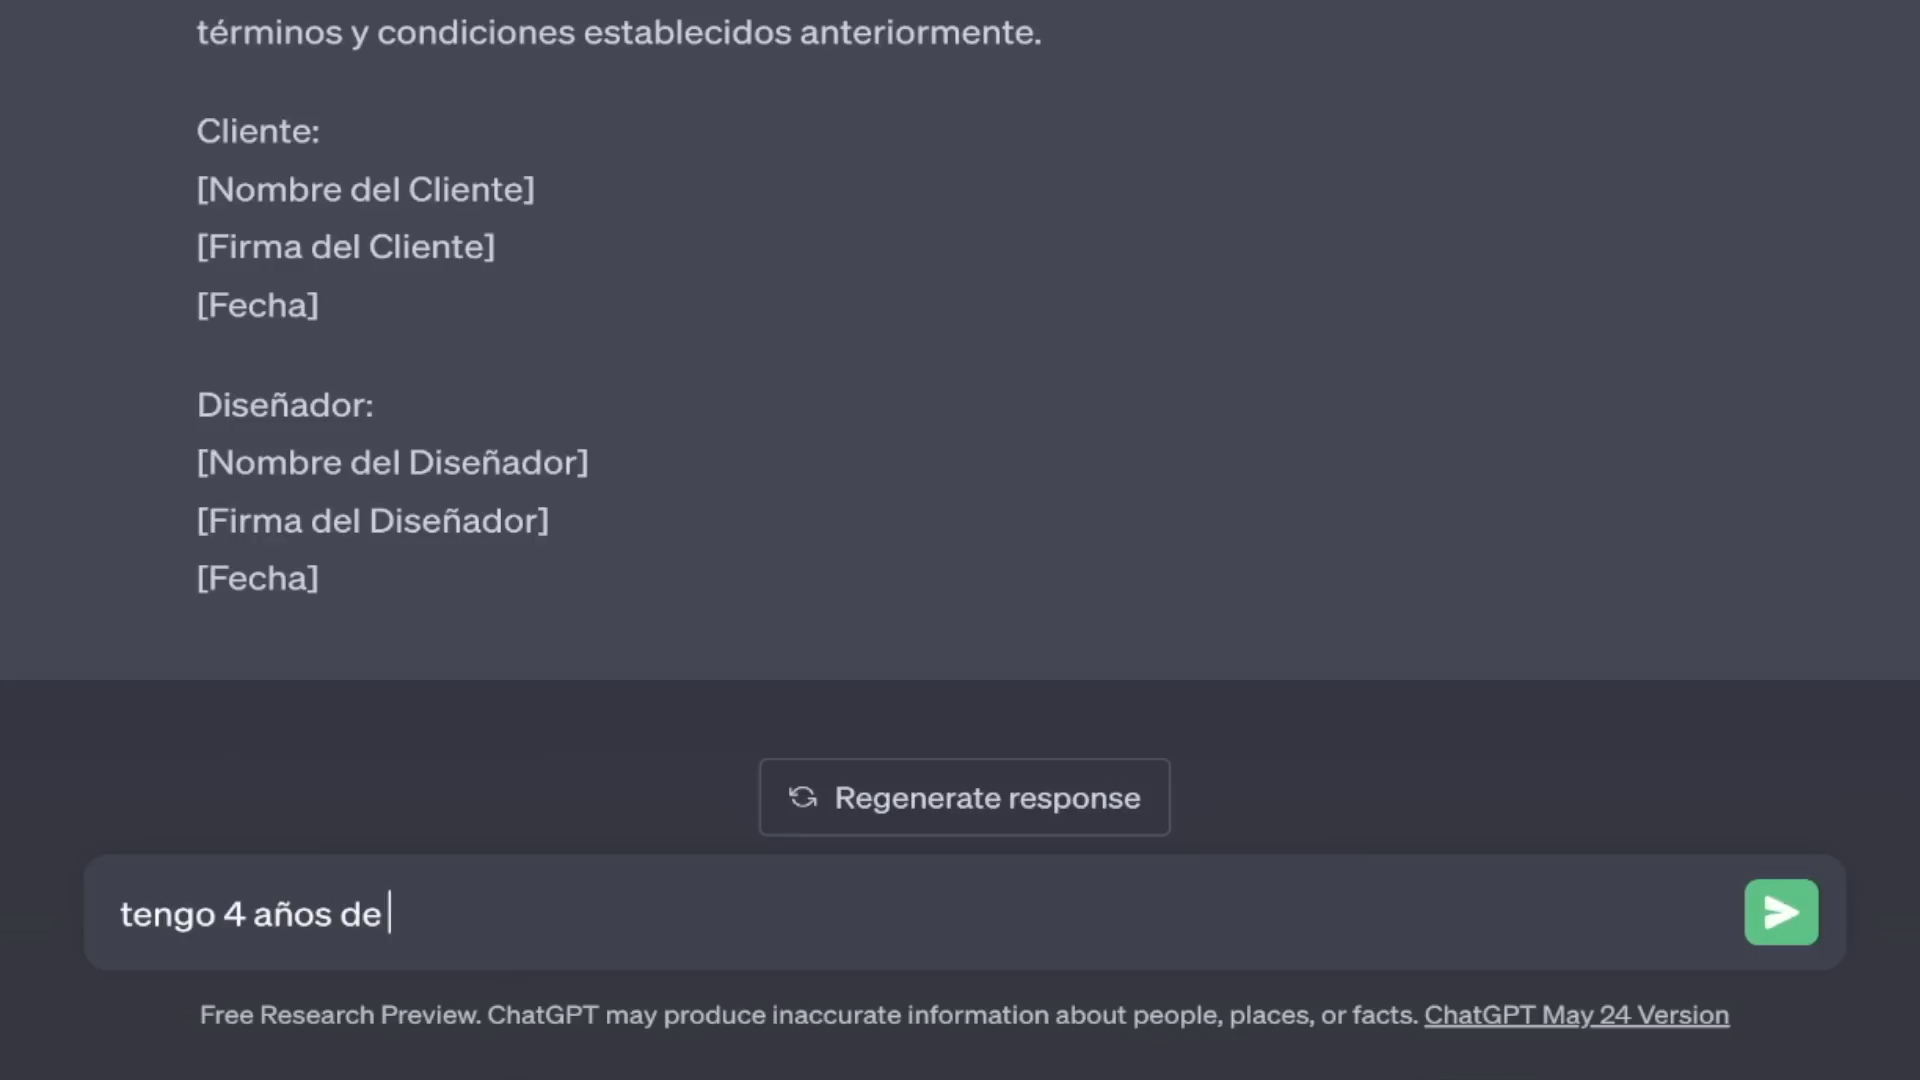 términos y condiciones establecidos anteriormente.
Cliente:
[Nombre del Cliente]
[Firma del Cliente]
[Fecha]
Diseñador:
[Nombre del Diseñador]
[Firma del Diseñador]
[Fecha]
Regenerate response
tengo 4 años de
Free Research Preview. ChatGPT may produce inaccurate information about people, places, or facts. ChatGPT May 24 Version